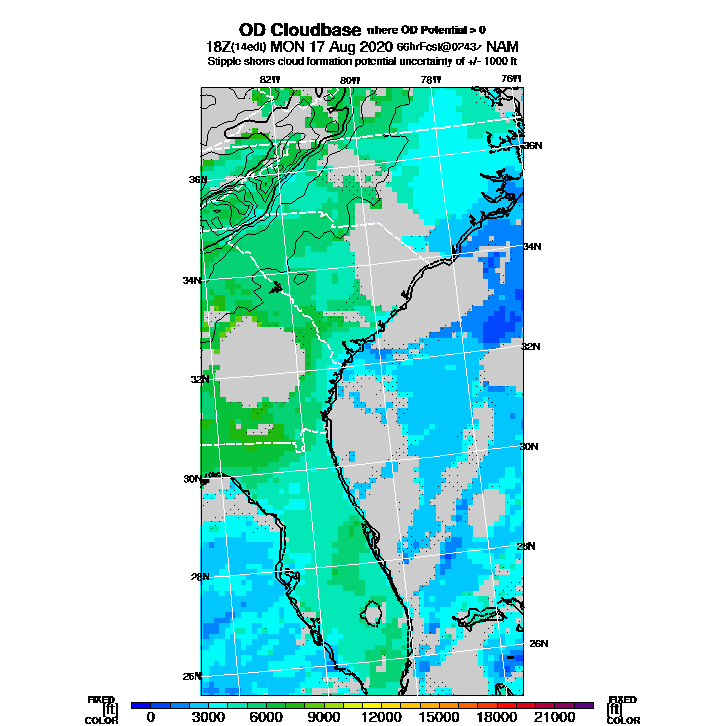 OD Cloudbase where OD Potential > 0
18Z(14edt) MON 17 Aug 2020 66hrFcst@0243z NAM
Stipple shows cloud formation potential uncertainty of +/- 1000 ft
82W 80W 78W 76W
36N
36N
34N
34N
32N
32N
30N
30N
28N
28N
26N
26N
FIXED FIXED
[ft] [ft]
COLOR COLOR
0 3000 6000 9000 12000 15000 18000 21000